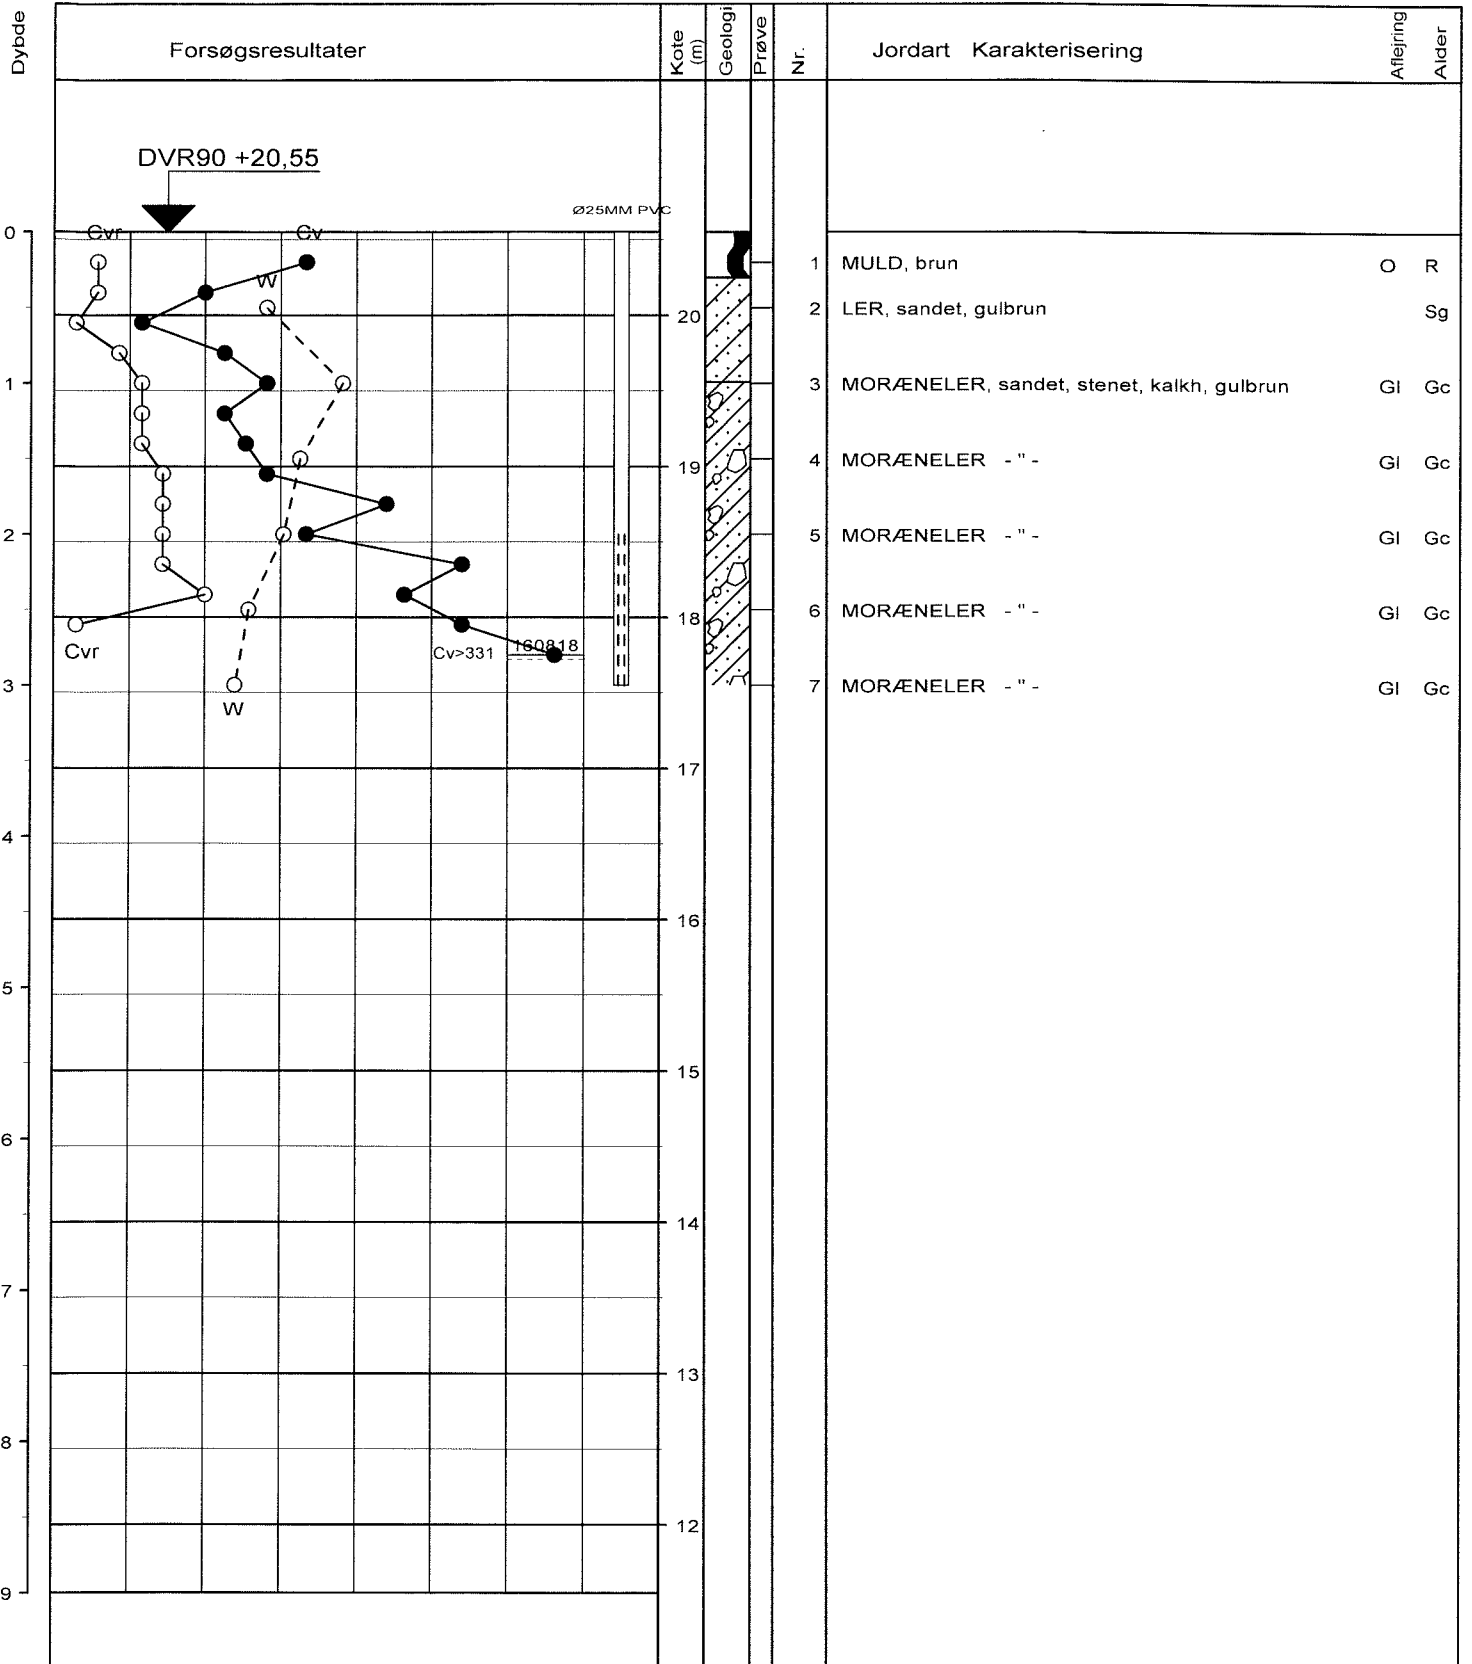 Dybde Forsøgsresultater Kote (m) Geologi Prøve Nr. Jordart Karakterisering Aflejring Alder
DVR90 +20,55
Ø25MM PVC
0 Cvr Cv
1 MULD, brun O R
W
20 2 LER, sandet, gulbrun Sg
1 3 MORÆNELER, sandet, stenet, kalkh, gulbrun Gl Gc
19 4 MORÆNELER - " - Gl Gc
2 5 MORÆNELER - " - Gl Gc
18 6 MORÆNELER - " - Gl Gc
Cvr Cv>331 160818
3 7 MORÆNELER - " - Gl Gc
W
17
4
16
5
15
6
14
7
13
8
12
9